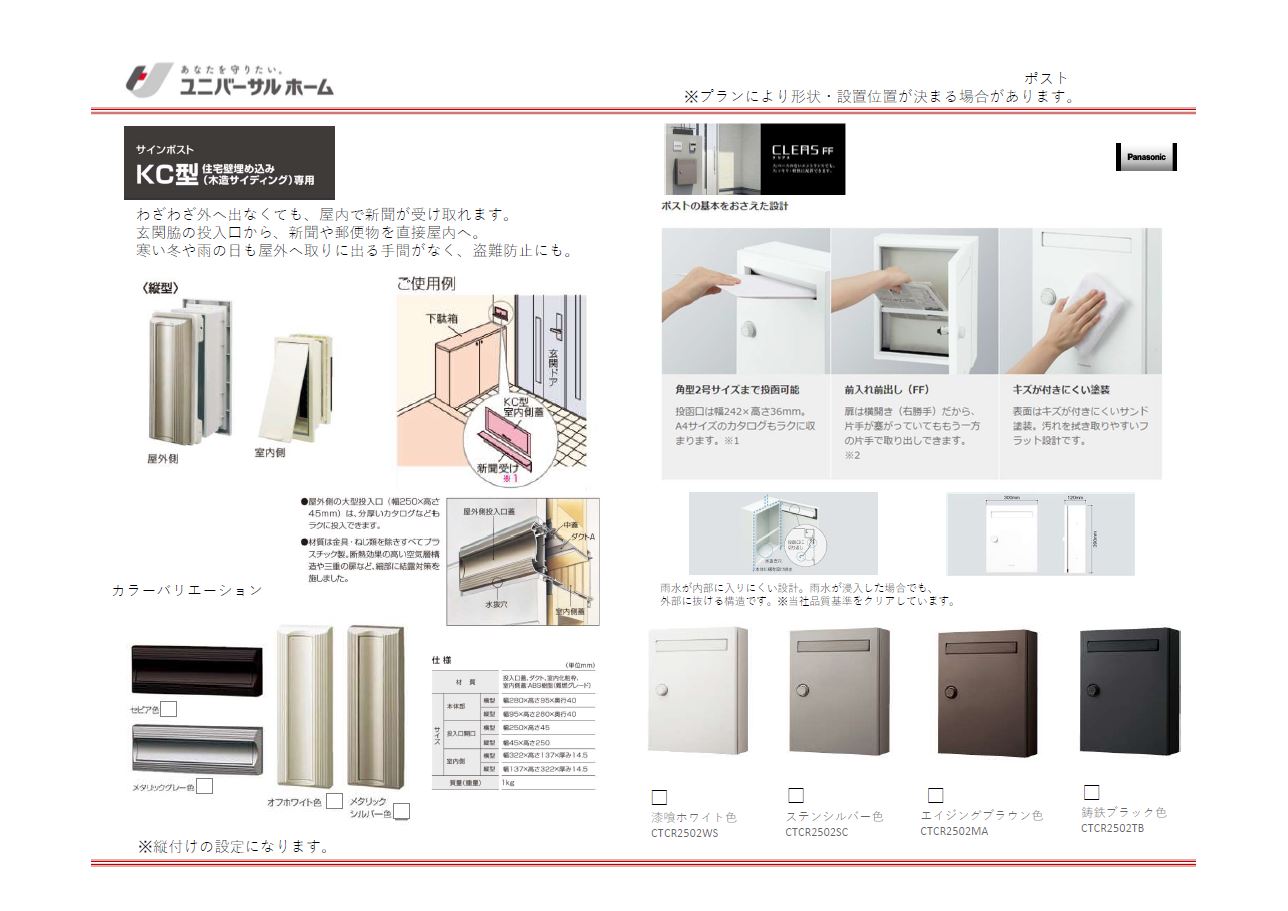 あなたを守りたい。
ユニバーサル ホーム
ポスト
※プランにより形状・設置位置が決まる場合があります。
サインポスト
KC型 住宅壁埋め込み
（木造サイディング）専用
わざわざ外へ出なくても、屋内で新聞が受け取れます。
玄関脇の投入口から、新聞や郵便物を直接屋内へ。
寒い冬や雨の日も屋外へ取りに出る手間がなく、盗難防止にも。
〈縦型〉
屋外側
室内側
ご使用例
下駄箱
玄関ドア
KC型
室内側蓋
新聞受け
※1
●屋外側の大型投入口（幅250×高さ
45mm）は、分厚いカタログなども
ラクに投入できます。
●材質は金具・ねじ類を除きすべてプラ
スチック製。断熱効果の高い空気層構
造や三重の扉など、細部に結露対策を
施しました。
屋外側投入口蓋
中蓋
ダクトA
水抜穴
室内側蓋
カラーバリエーション
セピア色
メタリックグレー色
オフホワイト色
メタリック
シルバー色
仕様
（単位mm）
材 質 投入口蓋、ダクト、室内化粧枠、
室内側蓋:ABS樹脂（難燃グレード）
サイズ
本体部 横型 幅280×高さ95×奥行40
縦型 幅95×高さ280×奥行40
投入口開口 横型 幅250×高さ45
縦型 幅45×高さ250
室内側 横型 幅322×高さ137×厚み14.5
縦型 幅137×高さ322×厚み14.5
質量（重量） 1kg
※縦付けの設定になります。
CLEAS FF
Panasonic
ポストの基本をおさえた設計
角型2号サイズまで投函可能
投函口は幅242×高さ36mm。
A4サイズのカタログもラクに収
まります。※1
前入れ前出し（FF）
扉は横開き（右勝手）だから、
片手が塞がっていてももう一方
の片手で取り出しできます。
※2
キズが付きにくい塗装
表面はキズが付きにくいサンド
塗装。汚れを拭き取りやすいフ
ラット設計です。
水抜き穴
300mm
120mm
雨水が内部に入りにくい設計。雨水が浸入した場合でも、
外部に抜ける構造です。※当社品質基準をクリアしています。
漆喰ホワイト色
CTCR2502WS
ステンシルバー色
CTCR2502SC
エイジングブラウン色
CTCR2502MA
鋳鉄ブラック色
CTCR2502TB